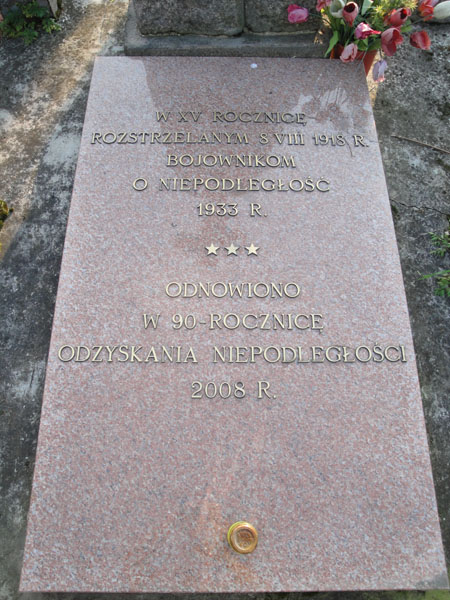 W XV ROCZNICĘ
ROZSTRZELANYM 8 VIII 1918 R.
BOJOWNIKOM
O NIEPODLEGŁOŚĆ
1933 R.
ODNOWIONO
W 90-ROCZNICĘ
ODZYSKANIA NIEPODLEGŁOŚCI
2008 R.